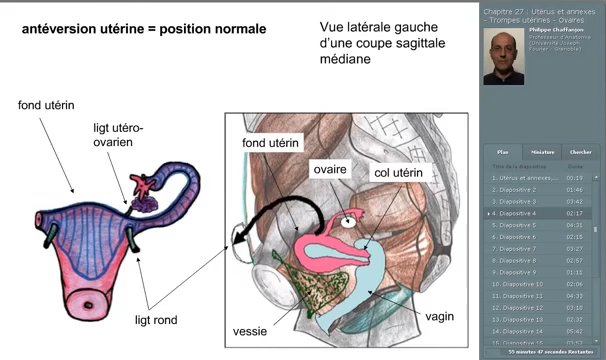 antéversion utérine = position normale
Vue latérale gauche
d'une coupe sagittale
médiane
fond utérin
ligt utéro-
ovarien
ligt rond
fond utérin
ovaire
col utérin
vessie
vagin
Chapitre 27 : Utérus et annexes
- Trompes utérines - Ovaires
Philippe Chaffanjon
Professeur d'Anatomie
(Université Joseph
Fourier - Grenoble)
Plan
Miniature
Chercher
Titre de la diapositive
Durée
1. Utérus et annexes,... 00:19
2. Diapositive 2 01:46
3. Diapositive 3 03:42
4. Diapositive 4 02:17
5. Diapositive 5 04:31
6. Diapositive 6 02:15
7. Diapositive 7 03:27
8. Diapositive 8 02:57
9. Diapositive 9 01:11
10. Diapositive 10 02:06
11. Diapositive 11 04:33
12. Diapositive 12 03:10
13. Diapositive 13 02:32
14. Diapositive 14 05:42
15. Diapositive 15 03:53
55 minutes 47 secondes Restantes